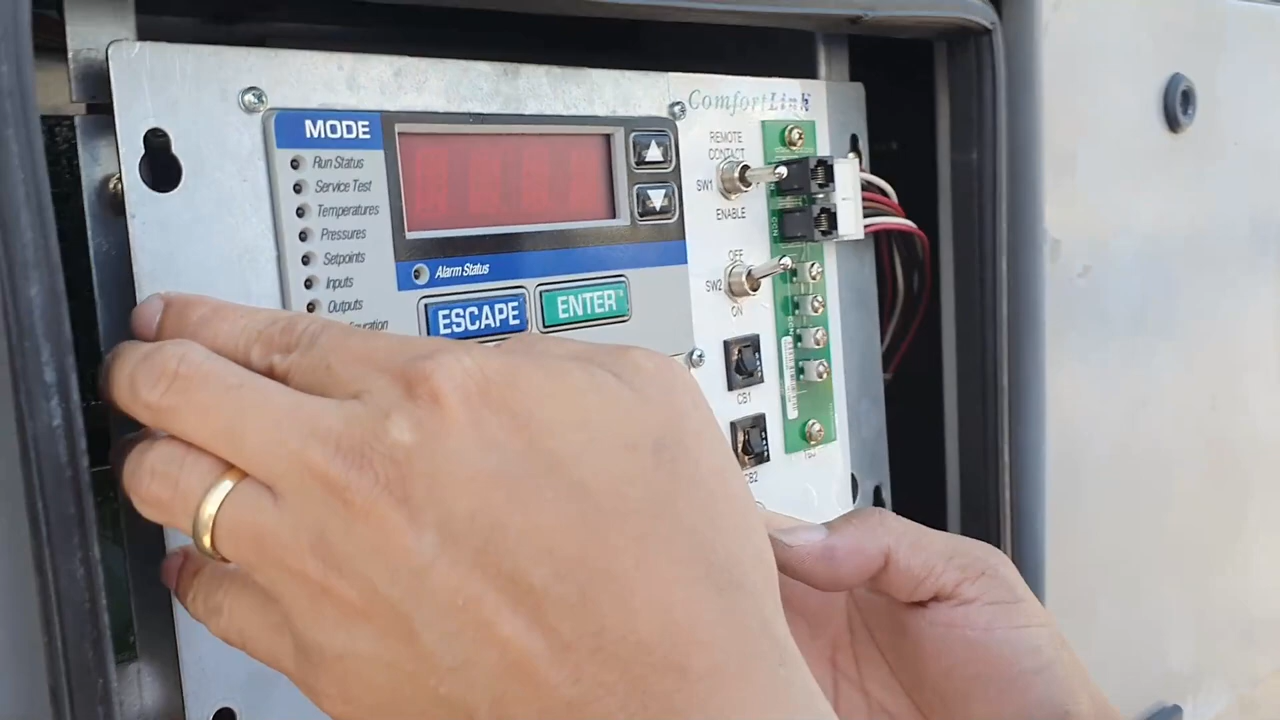 ComfortLink
MODE
Run Status
Service Test
Temperatures
Pressures
Setpoints
Inputs
Outputs
Alarm Status
ESCAPE
ENTER
REMOTE
CONTACT
SW1
ENABLE
OFF
SW2
ON
CB1
CB2
CCN